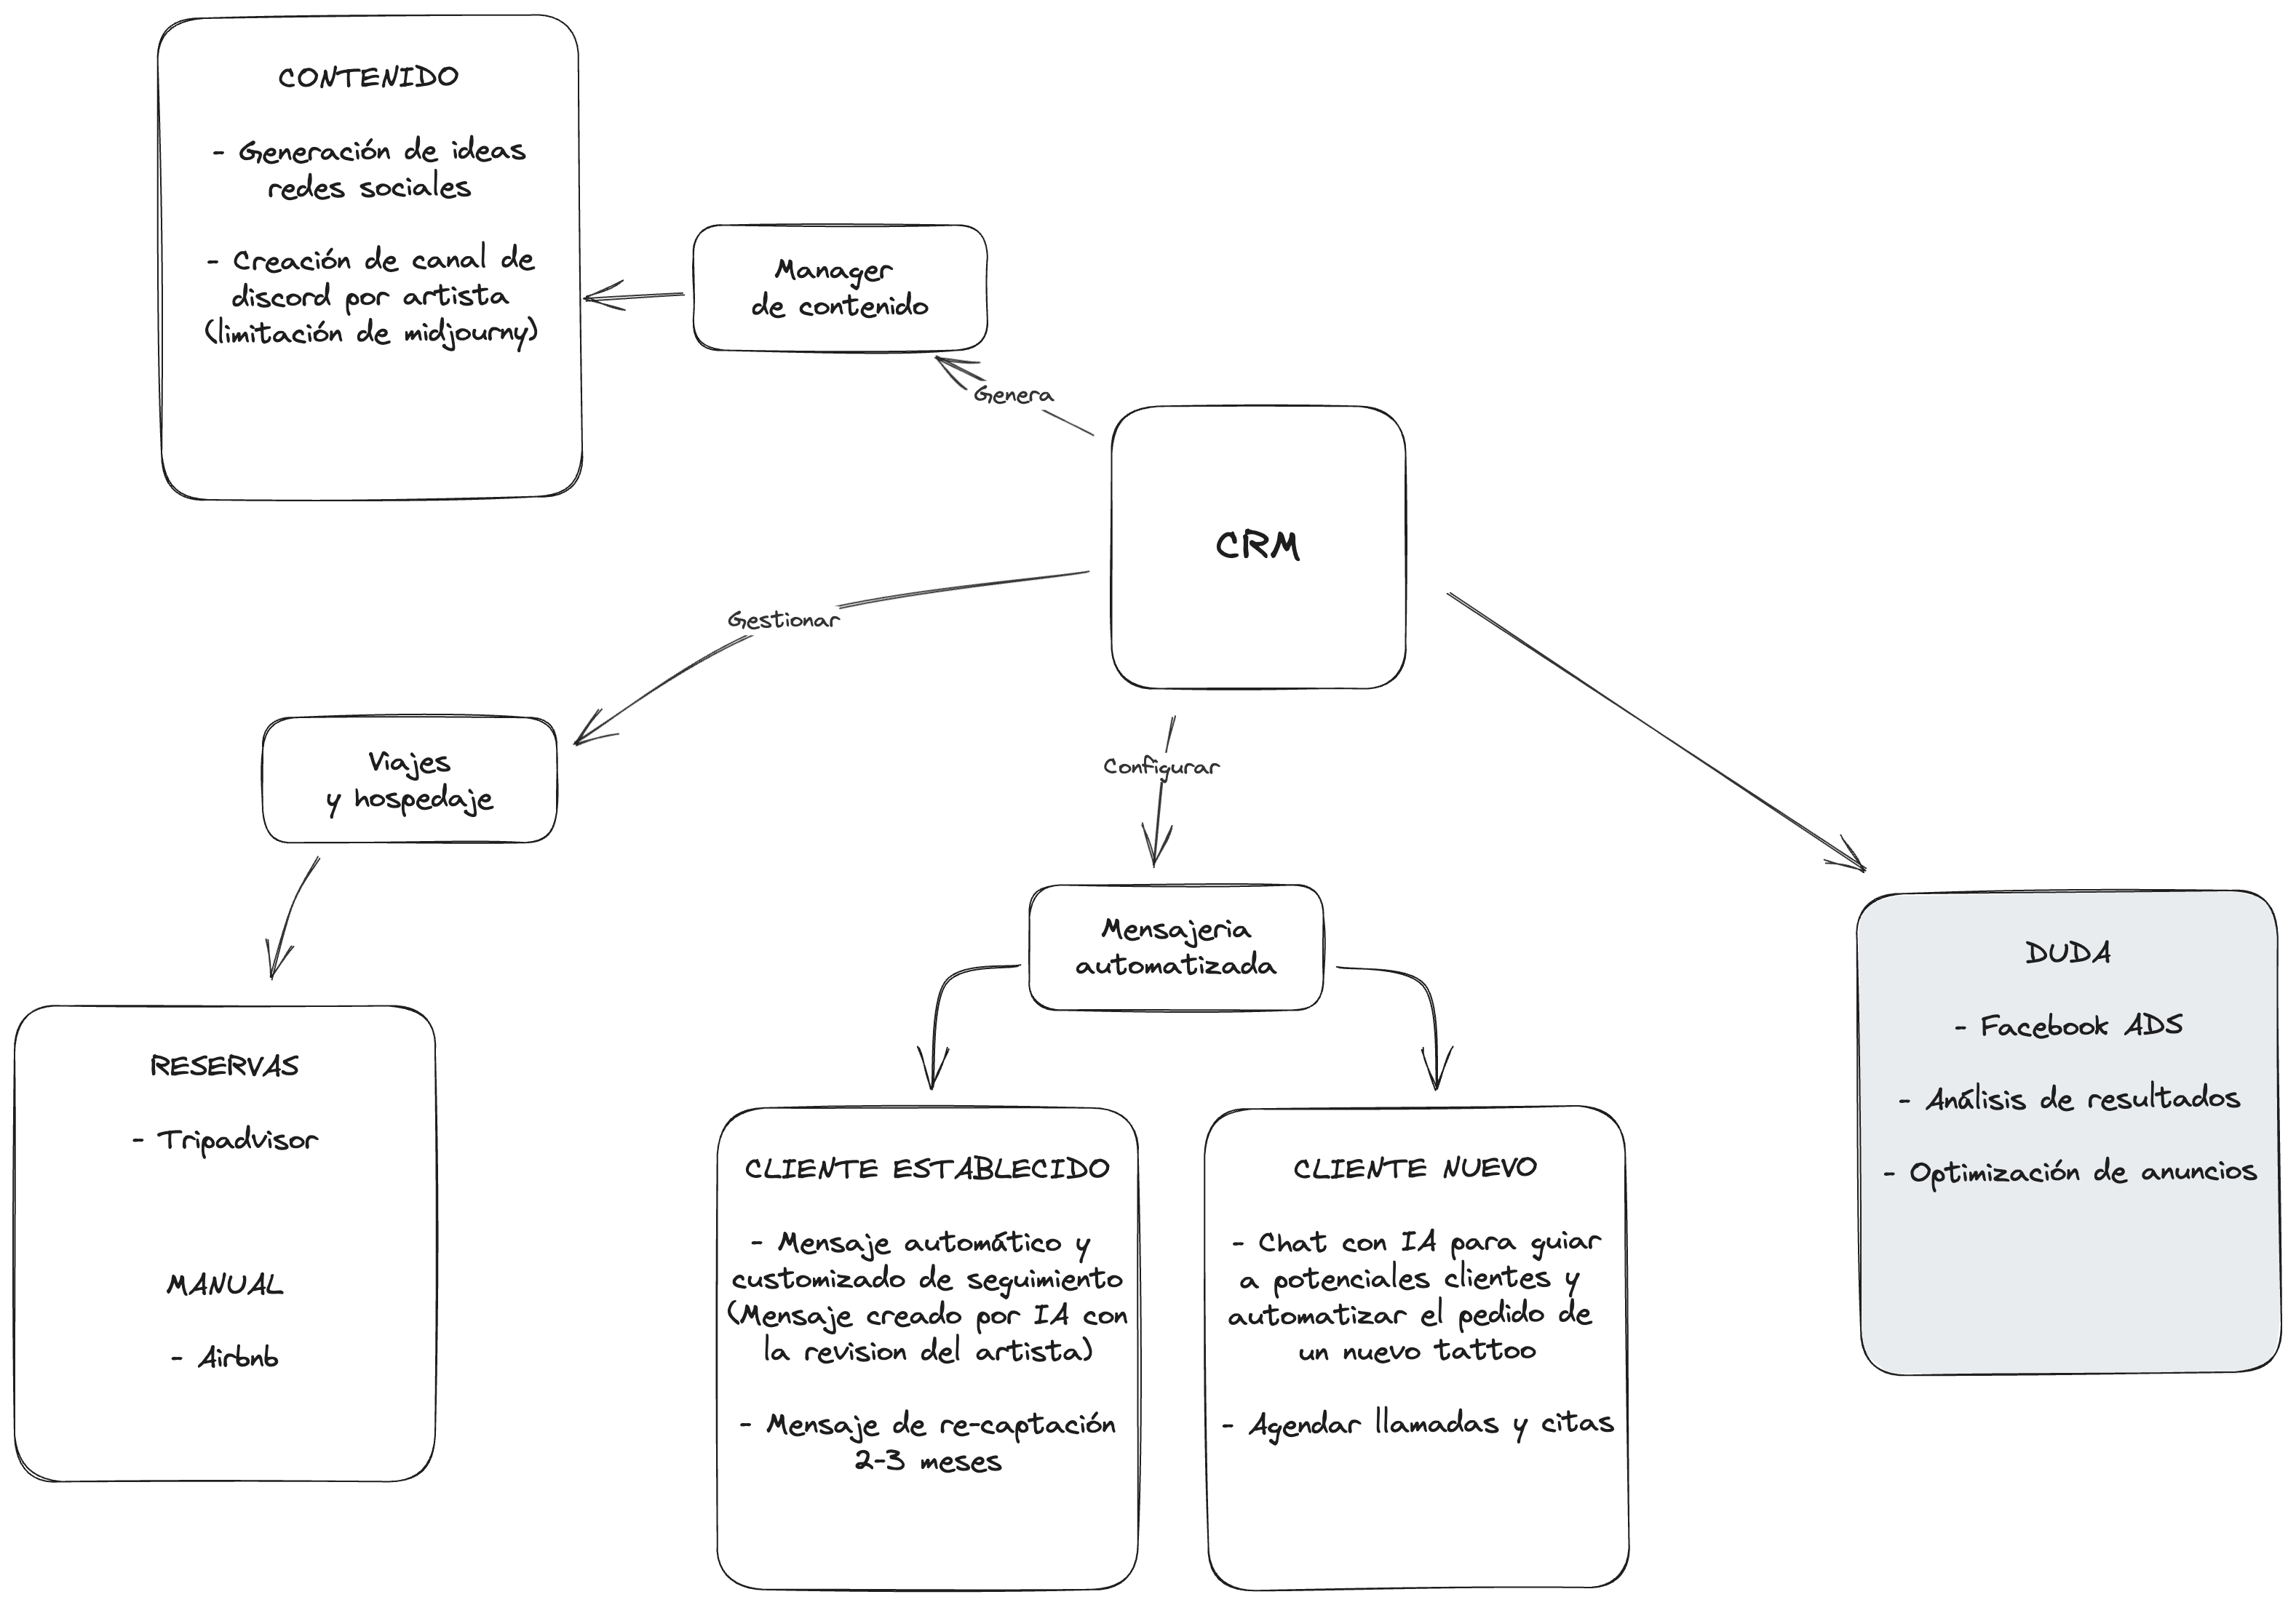 CONTENIDO
- Generación de ideas
redes sociales
- Creación de canal de
discord por artista
(limitación de midjourny)
Manager
de contenido
Genera
CRM
Gestionar
Viajes
y hospedaje
Configurar
Mensajeria
automatizada
RESERVAS
- Tripadvisor
MANUAL
- Airbnb
CLIENTE ESTABLECIDO
- Mensaje automático y
customizado de seguimiento
(Mensaje creado por IA con
la revision del artista)
- Mensaje de re-captación
2-3 meses
CLIENTE NUEVO
- Chat con IA para guiar
a potenciales clientes y
automatizar el pedido de
un nuevo tattoo
- Agendar llamadas y citas
DUDA
- Facebook ADS
- Análisis de resultados
- Optimización de anuncios